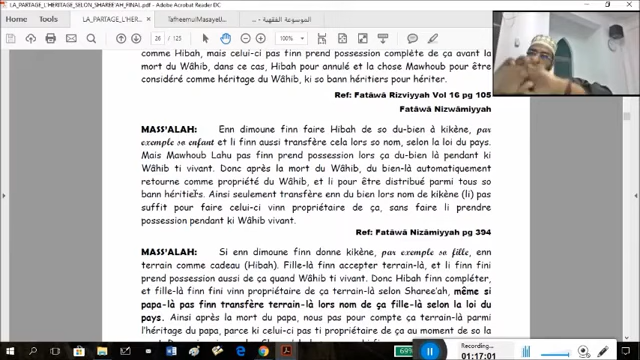 LA_PARTAGE_L'HERITAGE_SELON_SHAREE'AH_FINAL.pdf - Adobe Acrobat Reader DC
Home Tools LA_PARTAGE_L'HER... × TafreemulMasayel... الموسوعة الفقهية ... Sign In
26 / 125 100%
comme Hibah, mais celui-ci pas finn prend possession complète de ça avant la
mort du Wâhib, dans ce cas, Hibah pour annulé et la chose Mawhoub pour être
considéré comme héritage du Wâhib, ki so bann héritiers pour hériter.
Ref: Fatâwâ Rizviyyah Vol 16 pg 105
Fatâwâ Nizwâmiyyah
MASS'ALAH: Enn dimoune finn faire Hibah de so du-bien à kikène, par
exemple so enfant et li finn aussi transfère cela lors so nom, selon la loi du pays.
Mais Mawhoub Lahu pas finn prend possession lors ça du-bien là pendant ki
Wâhib ti vivant. Donc après la mort du Wâhib, du bien-là automatiquement
retourne comme propriété du Wâhib, et li pour être distribué parmi tous so
bann héritiers. Ainsi seulement transfère enn du bien lors nom de kikène (li) pas
suffit pour faire celui-ci vinn propriétaire de ça, sans faire li prendre
possession pendant ki Wâhib vivant.
Ref: Fatâwâ Nizâmiyyah pg 394
MASS'ALAH: Si enn dimoune finn donne kikène, par exemple so fille, enn
terrain comme cadeau (Hibah). Fille-là finn accepter terrain-là, et li finn fini
prend possession aussi de ça quand Wâhib ti vivant. Donc Hibah finn compléter,
et fille-là finn fini vinn propriétaire de ça terrain-là selon Sharee'ah, même si
papa-là pas finn transfère terrain-là lors nom de ça fille-là selon la loi du
pays. Ainsi après la mort du papa, nous pas pour compte ça terrain-là parmi
l'héritage du papa, parce ki celui-ci pas ti propriétaire de ça au moment de so la
69%
Recording...
1:17:01